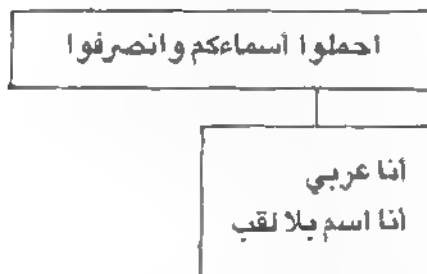 احملوا أسماءكم وانصرفوا
أنا عربي
أنا اسم بلا لقب